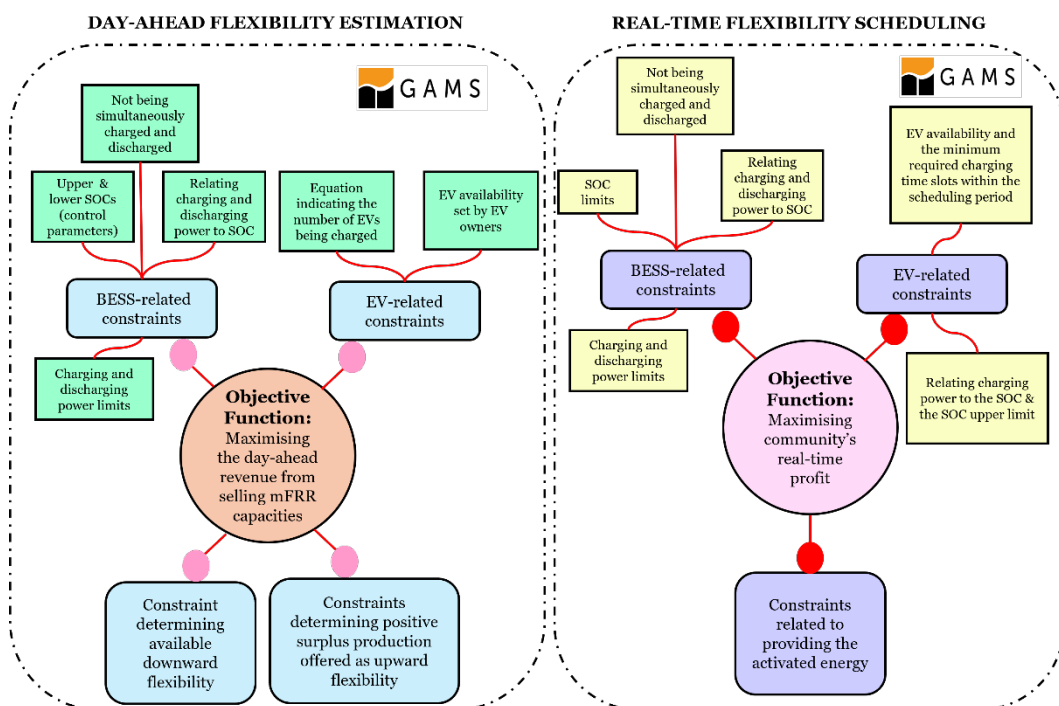 DAY-AHEAD FLEXIBILITY ESTIMATION
GAMS
Not being
simultaneously
charged and
discharged
Upper & 
lower SOCs
(control
parameters)
Relating
charging and
discharging
power to SOC
Equation
indicating the
number of EVs
being charged
EV availability
set by EV
owners
BESS-related
constraints
EV-related
constraints
Charging and
discharging
power limits
Objective
Function:
Maximising
the day-ahead
revenue from
selling mFRR
capacities
Constraint
determining
available
downward
flexibility
Constraints
determining positive
surplus production
offered as upward
flexibility
REAL-TIME FLEXIBILITY SCHEDULING
GAMS
Not being
simultaneously
charged and
discharged
SOC
limits
Relating
charging and
discharging
power to SOC
EV availability and
the minimum
required charging
time slots within the
scheduling period
BESS-related
constraints
EV-related
constraints
Charging and
discharging
power limits
Relating charging
power to the SOC &
the SOC upper limit
Objective
Function:
Maximising
community's
real-time
profit
Constraints
related to
providing the
activated energy